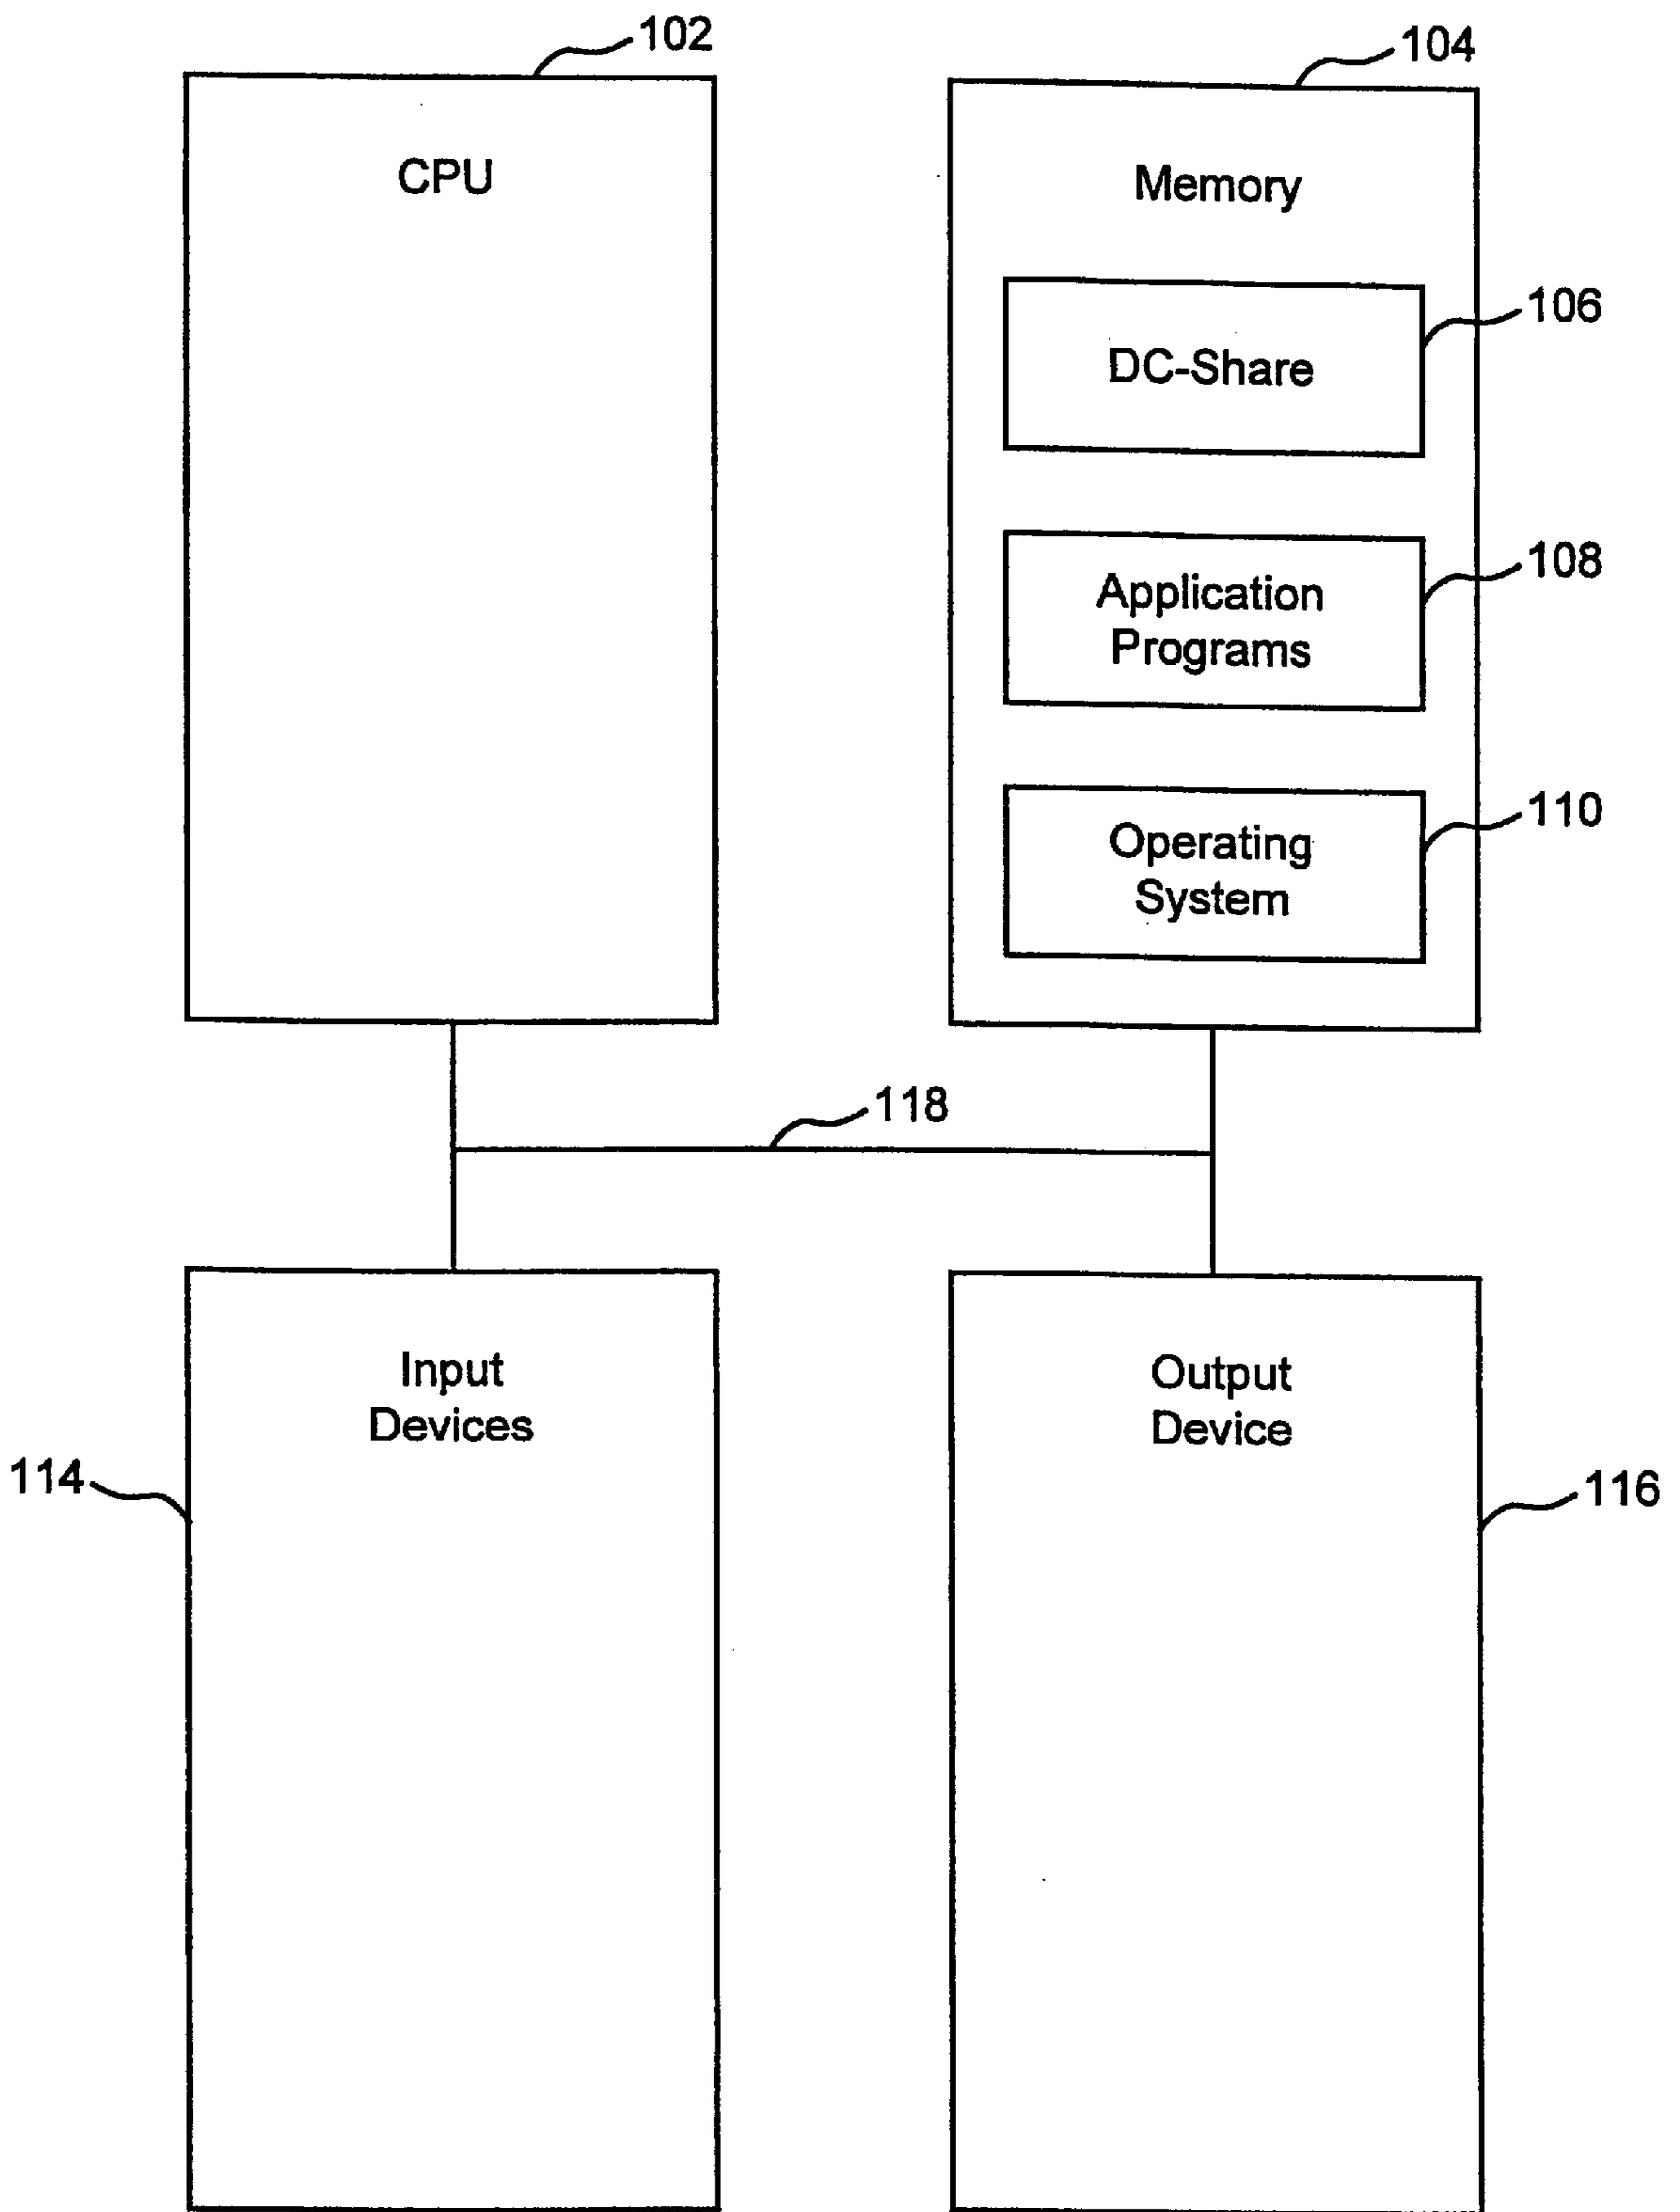 102
104
CPU
Memory
106
DC-Share
108
Application
Programs
110
Operating
System
118
Input
Devices
Output
Device
114
116